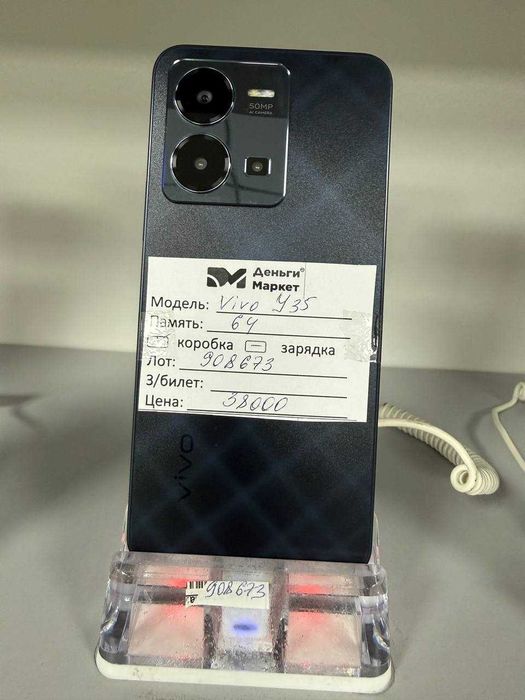 50MP
AI CAMERA
Деньги®
Маркет
Модель: Vivo Y35
Память: 64
— коробка — зарядка
Лот: 908673
З/билет:
Цена: 38000
vivo
908673